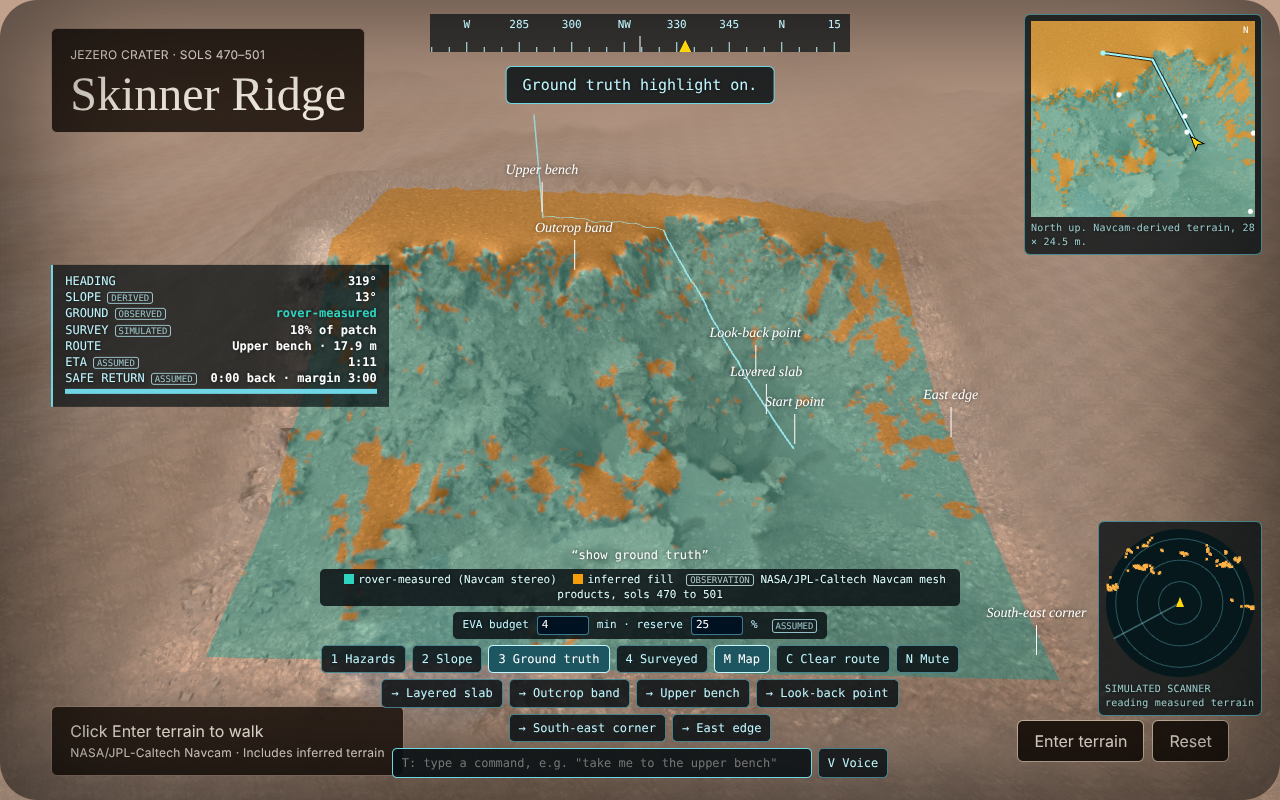 W 285 300 NW 330 345 N 15
JEZERO CRATER · SOLS 470–501
Skinner Ridge
Ground truth highlight on.
N
North up. Navcam-derived terrain, 28
× 24.5 m.
Upper bench
Outcrop band
Look-back point
Layered slab
Start point
East edge
South-east corner
HEADING 319°
SLOPE DERIVED 13°
GROUND OBSERVED rover-measured
SURVEY SIMULATED 18% of patch
ROUTE Upper bench · 17.9 m
ETA ASSUMED 1:11
SAFE RETURN ASSUMED 0:00 back · margin 3:00
“show ground truth”
rover-measured (Navcam stereo) inferred fill OBSERVATION NASA/JPL-Caltech Navcam mesh
products, sols 470 to 501
EVA budget 4 min · reserve 25 % ASSUMED
1 Hazards 2 Slope 3 Ground truth 4 Surveyed M Map C Clear route N Mute
→ Layered slab → Outcrop band → Upper bench → Look-back point
→ South-east corner → East edge
T: type a command, e.g. "take me to the upper bench" V Voice
Click Enter terrain to walk
NASA/JPL-Caltech Navcam · Includes inferred terrain
SIMULATED SCANNER
reading measured terrain
Enter terrain Reset